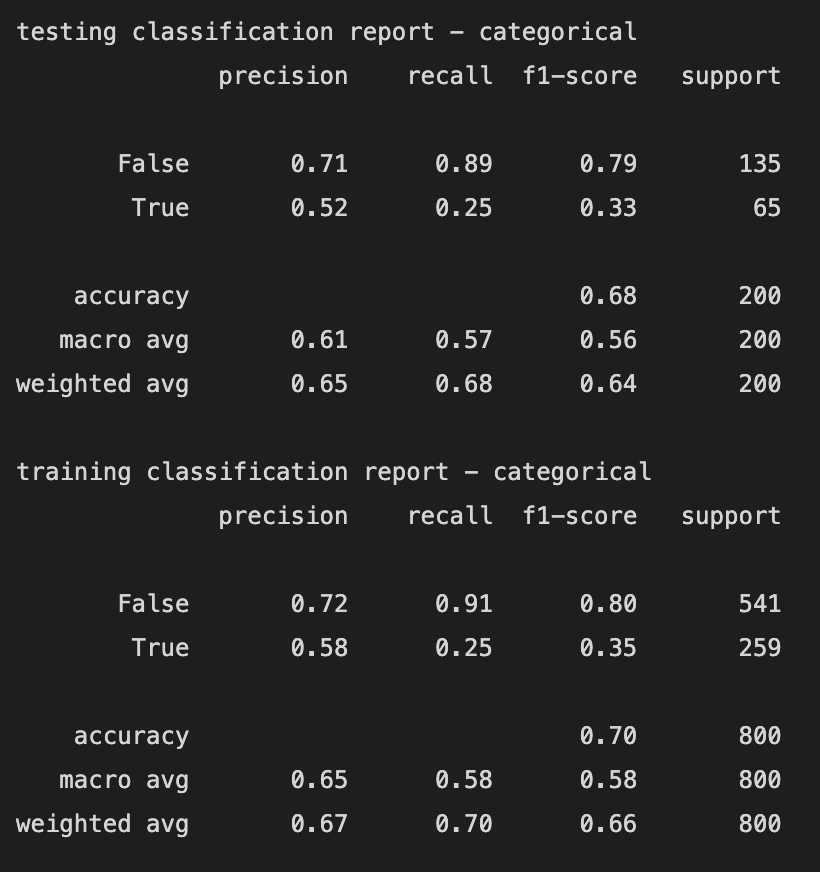 testing classification report - categorical
precision recall f1-score support
False 0.71 0.89 0.79 135
True 0.52 0.25 0.33 65
accuracy 0.68 200
macro avg 0.61 0.57 0.56 200
weighted avg 0.65 0.68 0.64 200
training classification report - categorical
precision recall f1-score support
False 0.72 0.91 0.80 541
True 0.58 0.25 0.35 259
accuracy 0.70 800
macro avg 0.65 0.58 0.58 800
weighted avg 0.67 0.70 0.66 800